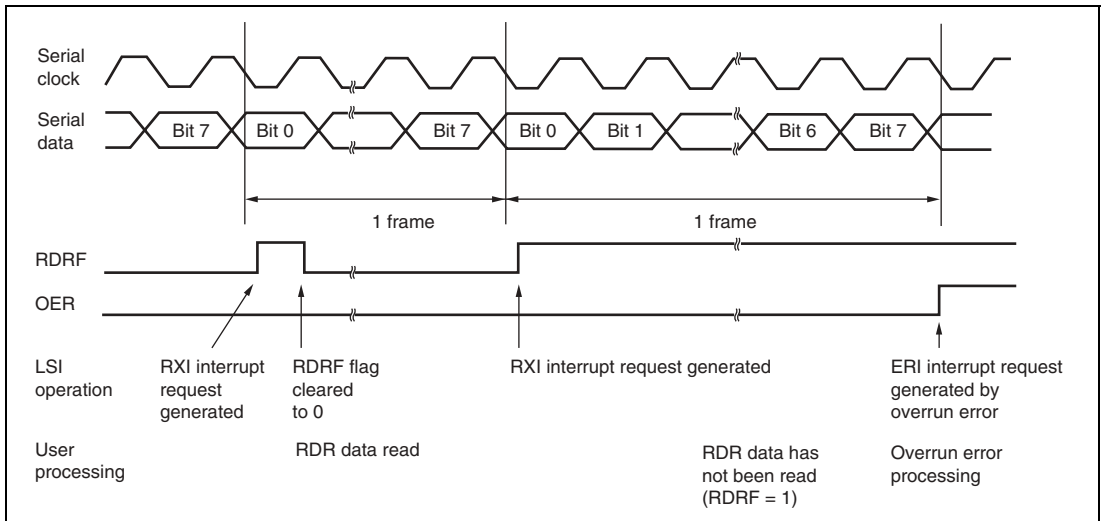 Serial
clock
Serial
data
Bit 7
Bit 0
Bit 7
Bit 0
Bit 1
Bit 6
Bit 7
1 frame
1 frame
RDRF
OER
LSI
operation
RXI interrupt
request
generated
RDRF flag
cleared
to 0
RXI interrupt request generated
ERI interrupt request
generated by
overrun error
User
processing
RDR data read
RDR data has
not been read
(RDRF = 1)
Overrun error
processing